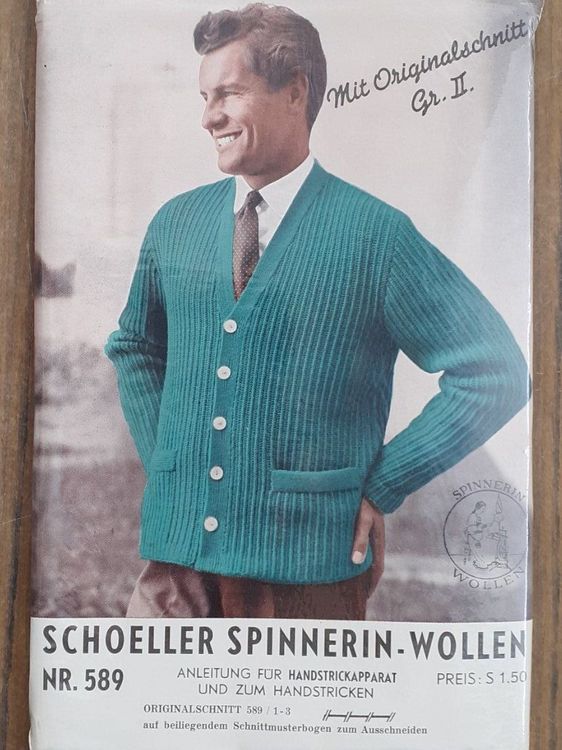 Mit Originalschnitt
Gr. II.
SPINNERIN
WOLLEN
SCHOELLER SPINNERIN-WOLLEN
NR. 589
ANLEITUNG FÜR HANDSTRICKAPPARAT
UND ZUM HANDSTRICKEN
PREIS: S 1.50
ORIGINALSCHNITT 589 / 1-3
auf beiliegendem Schnittmusterbogen zum Ausschneiden